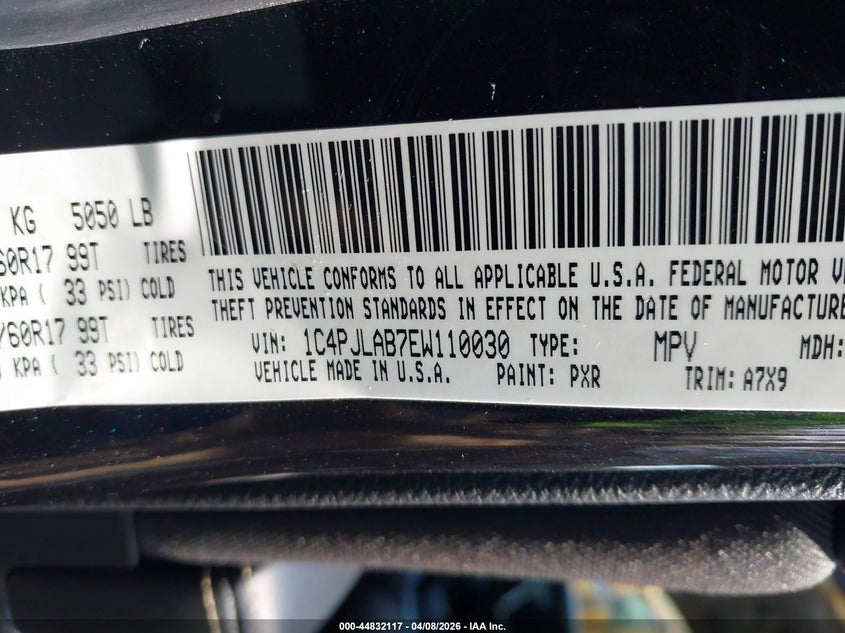 KG 5050 LB
60R17 99T TIRES
KPA ( 33 PSI) COLD
/60R17 99T TIRES
KPA ( 33 PSI) COLD
THIS VEHICLE CONFORMS TO ALL APPLICABLE U.S.A. FEDERAL MOTOR V
THEFT PREVENTION STANDARDS IN EFFECT ON THE DATE OF MANUFACTURE
VIN: 1C4PJLAB7EW110030 TYPE: MPV MDH:
VEHICLE MADE IN U.S.A. PAINT: PXR TRIM: A7X9
000-44832117 - 04/08/2026 - IAA Inc.